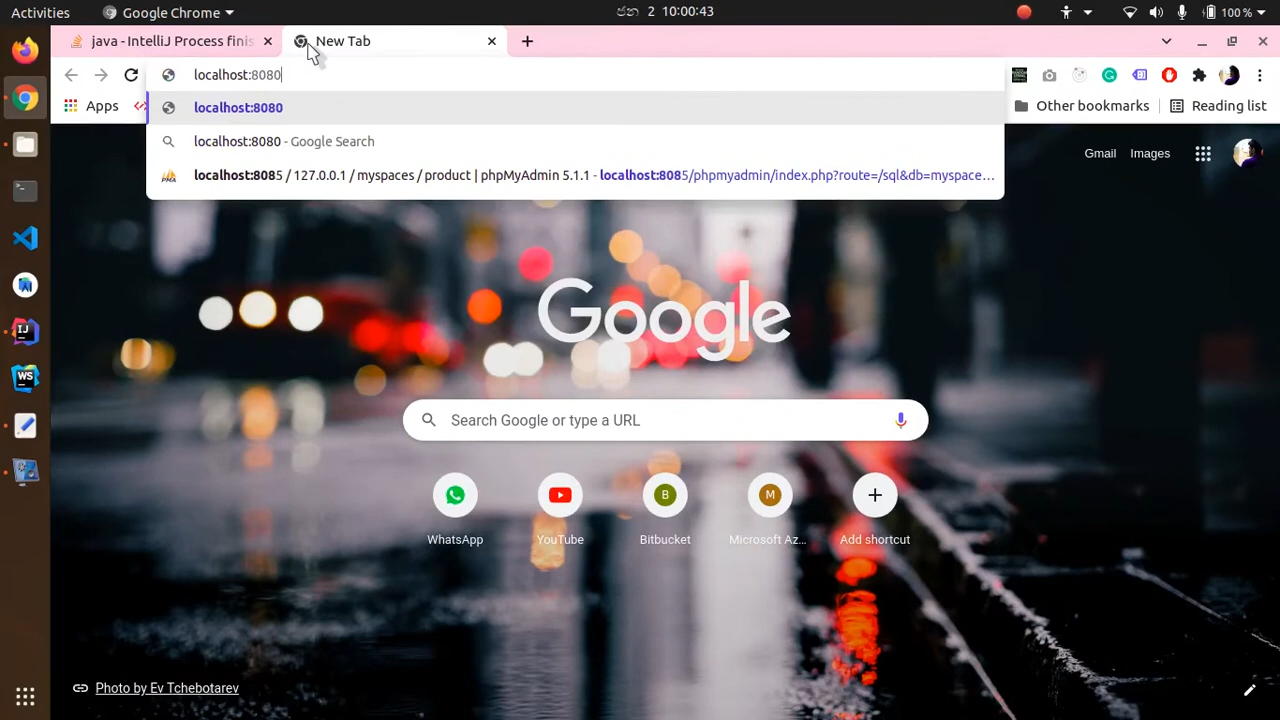 Activities
Google Chrome
ජන 2 10:00:43
100 %
java - IntelliJ Process finis
New Tab
localhost:8080
Apps
Other bookmarks
Reading list
localhost:8080
localhost:8080 - Google Search
localhost:8085 / 127.0.0.1 / myspaces / product | phpMyAdmin 5.1.1 - localhost:8085/phpmyadmin/index.php?route=/sql&db=myspace…
Gmail
Images
Google
Search Google or type a URL
B
M
WhatsApp
YouTube
Bitbucket
Microsoft Az...
Add shortcut
Photo by Ev Tchebotarev
IJ
WS